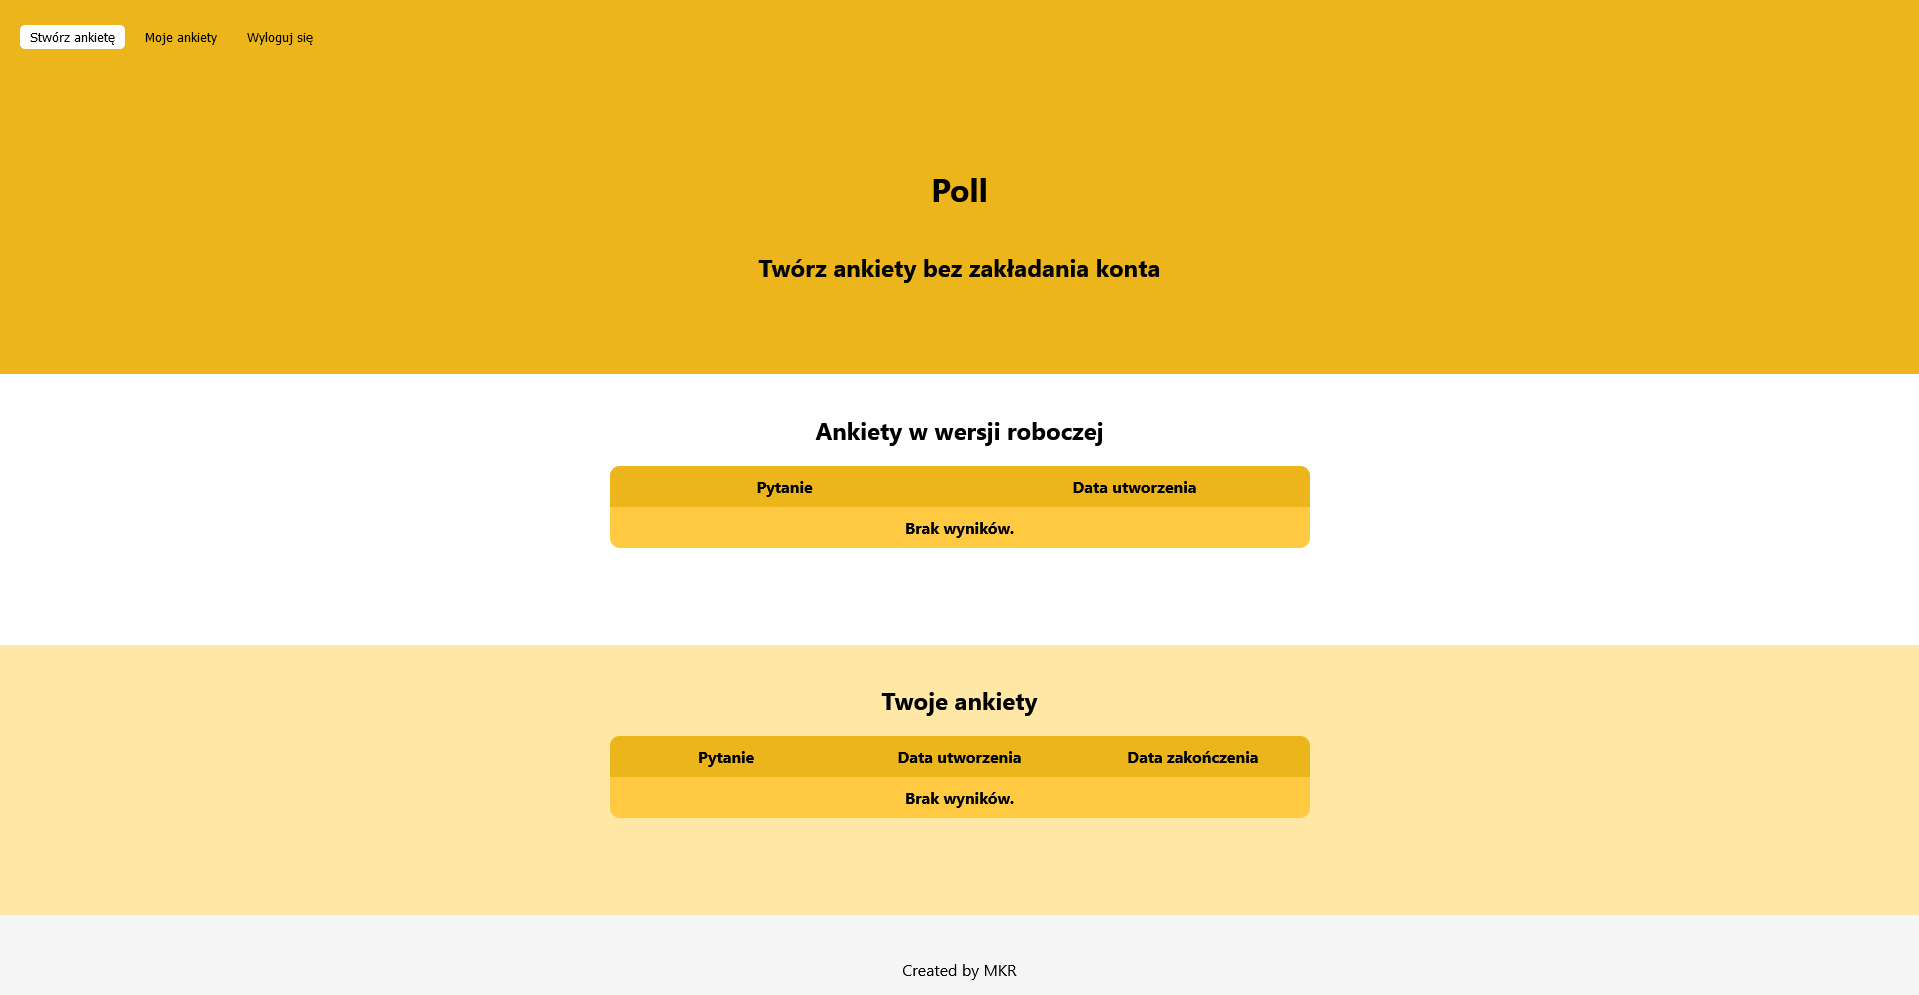 Stwórz ankietę Moje ankiety Wyloguj się
Poll
Twórz ankiety bez zakładania konta
Ankiety w wersji roboczej
Pytanie Data utworzenia
Brak wyników.
Twoje ankiety
Pytanie Data utworzenia Data zakończenia
Brak wyników.
Created by MKR